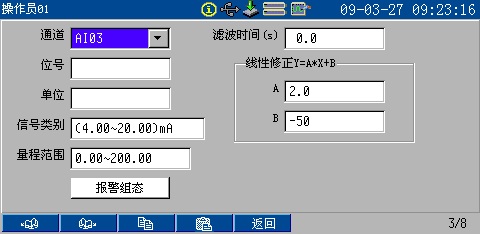 操作员01 09-03-27 09:23:16
通道 AI03 滤波时间(s) 0.0
位号
线性修正Y=A*X+B
单位 A 2.0
信号类别 (4.00~20.00)mA B -50
量程范围 0.00~200.00
报警组态
返回 3/8